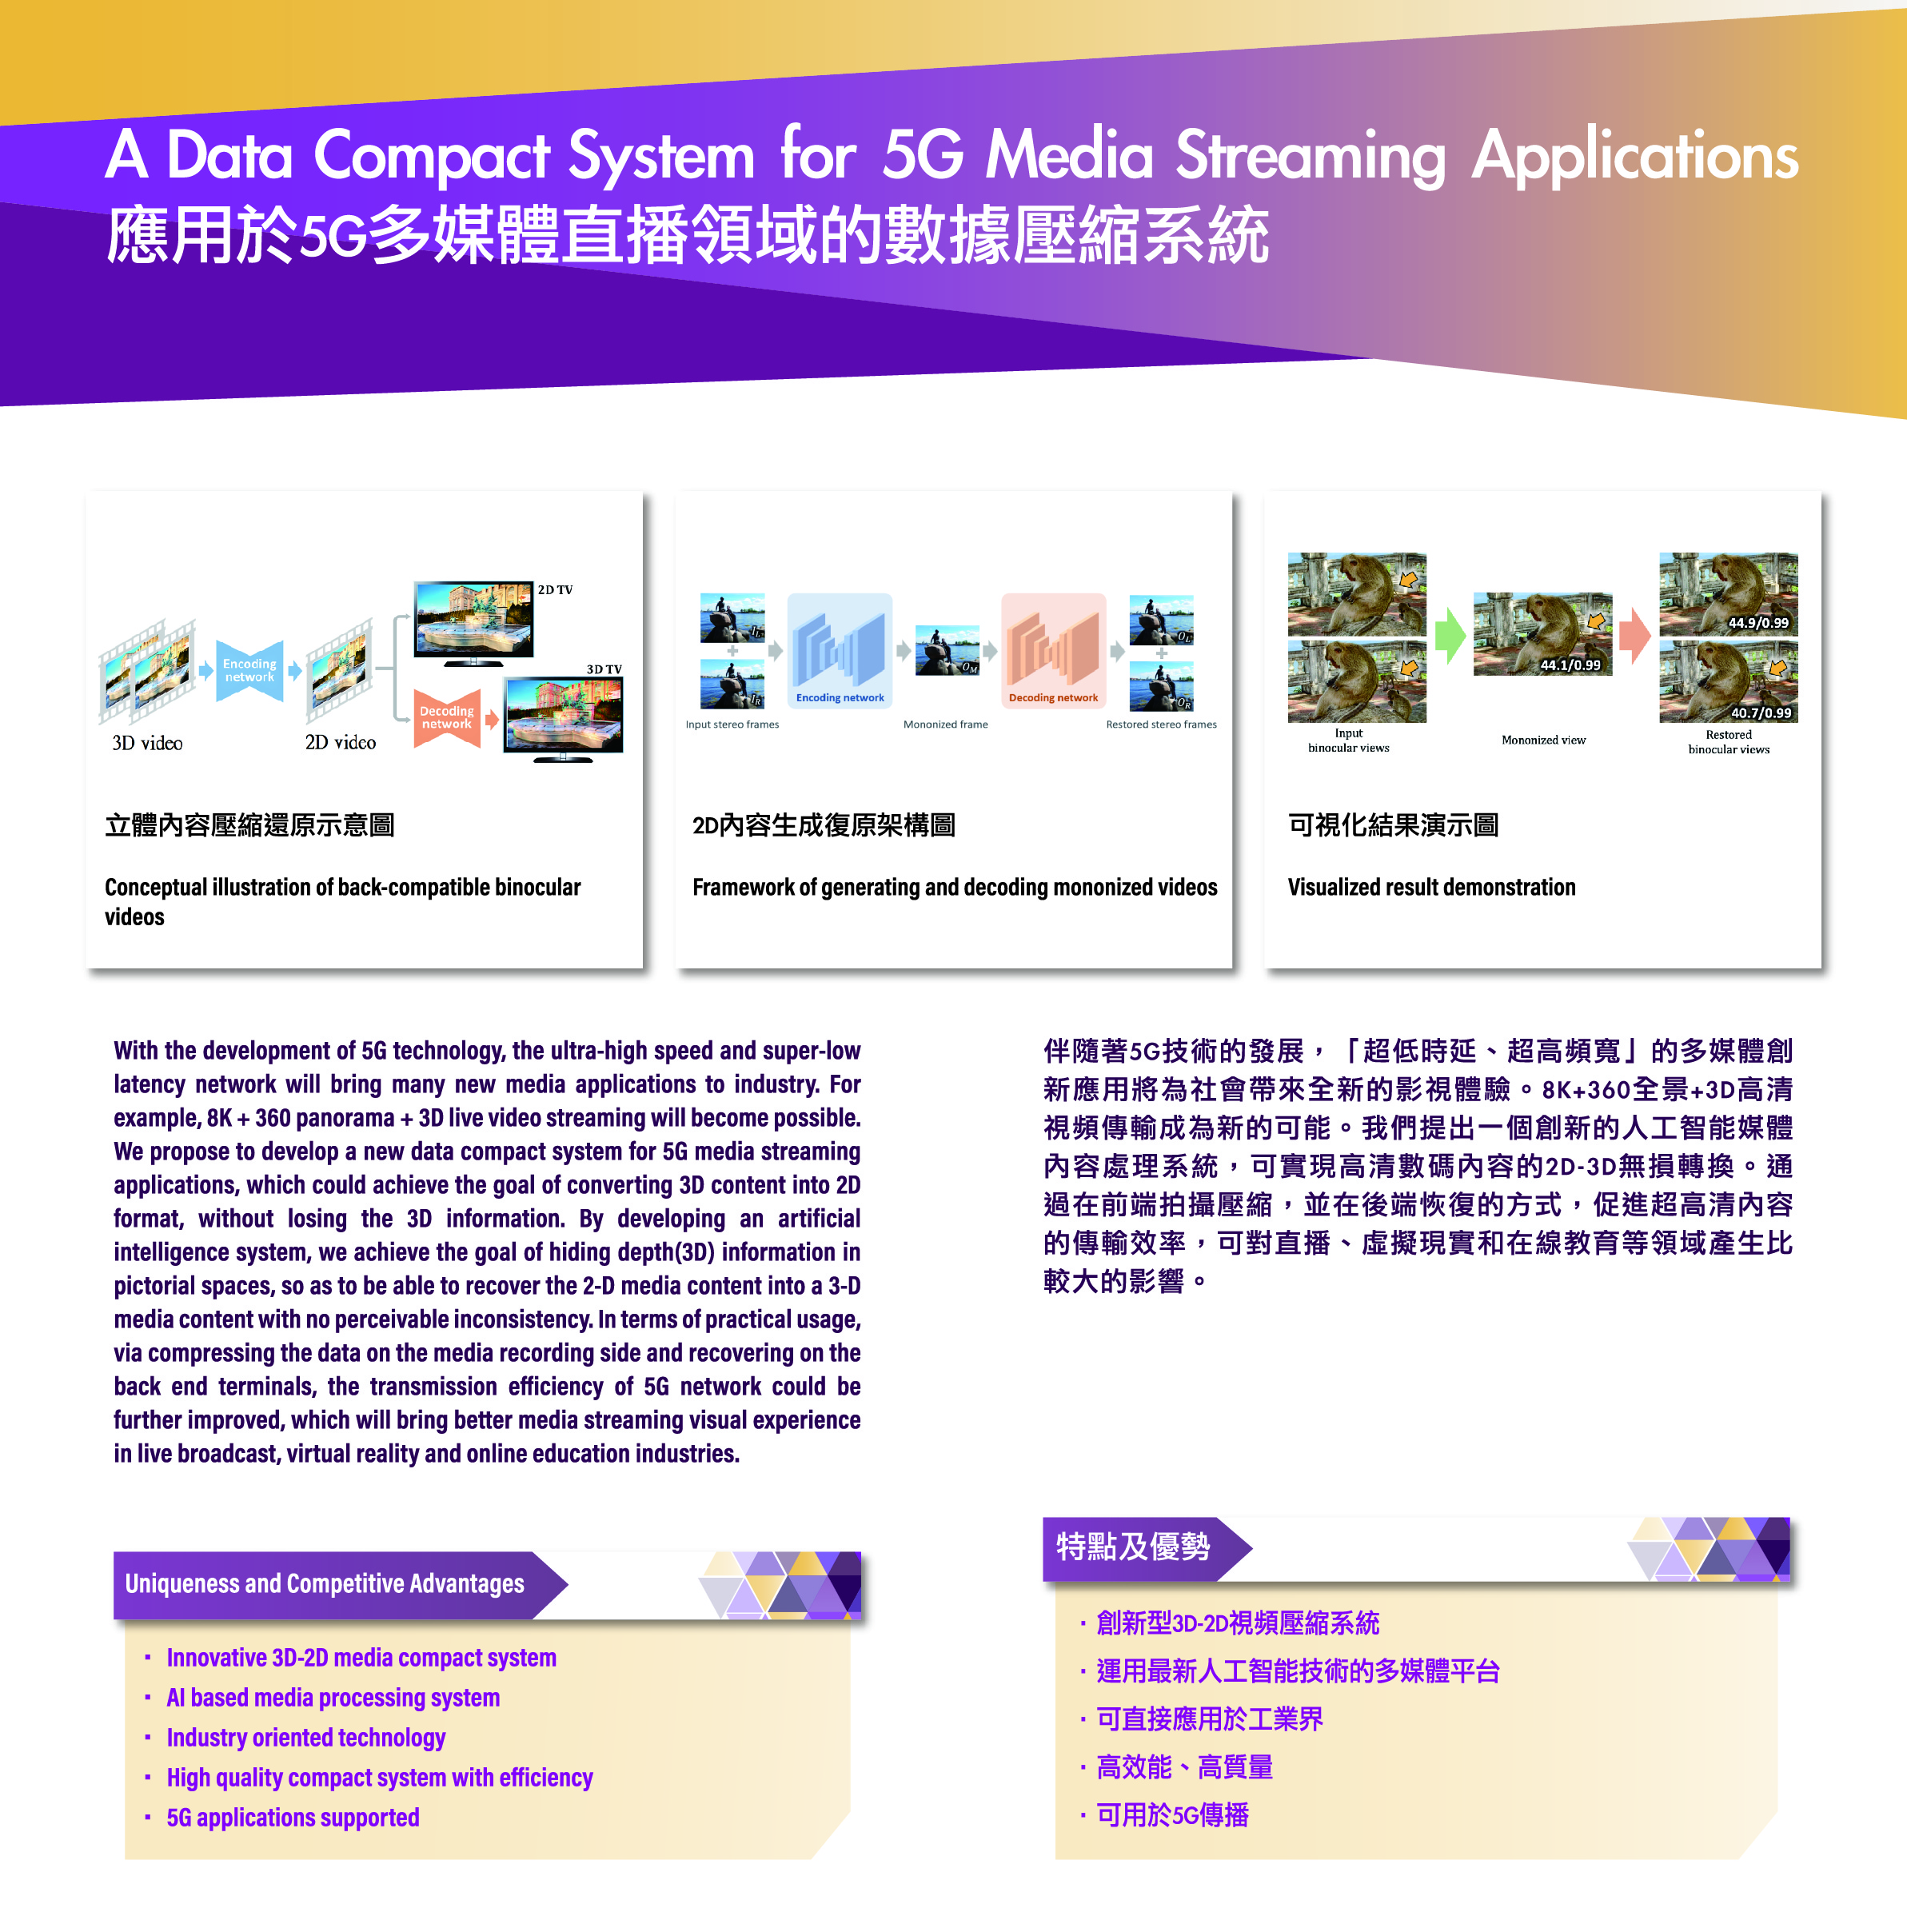 A Data Compact System for 5G Media Streaming Applications
應用於5G多媒體直播領域的數據壓縮系統
3D video
Encoding
network
2D video
2D TV
Decoding
network
3D TV
立體內容壓縮還原示意圖
Conceptual illustration of back-compatible binocular
videos
I_L
+
I_R
Input stereo frames
Encoding network
O_M
Mononized frame
Decoding network
O_L
+
O_R
Restored stereo frames
2D內容生成復原架構圖
Framework of generating and decoding mononized videos
Input
binocular views
44.1/0.99
Mononized view
44.9/0.99
40.7/0.99
Restored
binocular views
可視化結果演示圖
Visualized result demonstration
With the development of 5G technology, the ultra-high speed and super-low
latency network will bring many new media applications to industry. For
example, 8K + 360 panorama + 3D live video streaming will become possible.
We propose to develop a new data compact system for 5G media streaming
applications, which could achieve the goal of converting 3D content into 2D
format, without losing the 3D information. By developing an artificial
intelligence system, we achieve the goal of hiding depth(3D) information in
pictorial spaces, so as to be able to recover the 2-D media content into a 3-D
media content with no perceivable inconsistency. In terms of practical usage,
via compressing the data on the media recording side and recovering on the
back end terminals, the transmission efficiency of 5G network could be
further improved, which will bring better media streaming visual experience
in live broadcast, virtual reality and online education industries.
伴隨著5G技術的發展，「超低時延、超高頻寬」的多媒體創
新應用將為社會帶來全新的影視體驗。8K+360全景+3D高清
視頻傳輸成為新的可能。我們提出一個創新的人工智能媒體
內容處理系統，可實現高清數碼內容的2D-3D無損轉換。通
過在前端拍攝壓縮，並在後端恢復的方式，促進超高清內容
的傳輸效率，可對直播、虛擬現實和在線教育等領域產生比
較大的影響。
Uniqueness and Competitive Advantages
· Innovative 3D-2D media compact system
· AI based media processing system
· Industry oriented technology
· High quality compact system with efficiency
· 5G applications supported
特點及優勢
· 創新型3D-2D視頻壓縮系統
· 運用最新人工智能技術的多媒體平台
· 可直接應用於工業界
· 高效能、高質量
· 可用於5G傳播